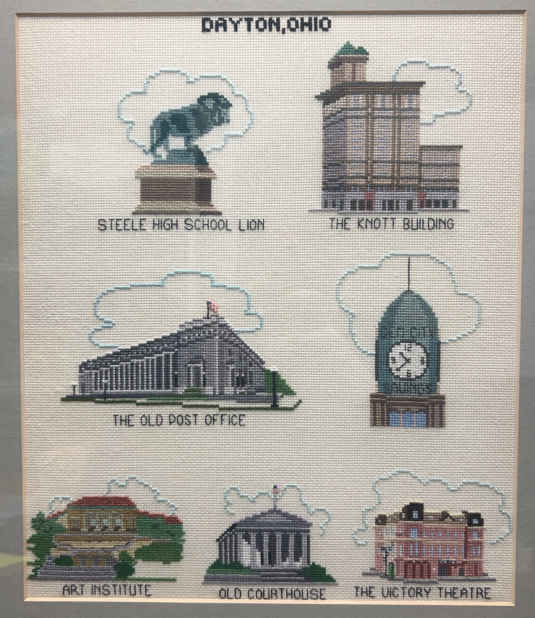 DAYTON,OHIO
STEELE HIGH SCHOOL LION
THE KNOTT BUILDING
THE OLD POST OFFICE
ART INSTITUTE
OLD COURTHOUSE
THE VICTORY THEATRE